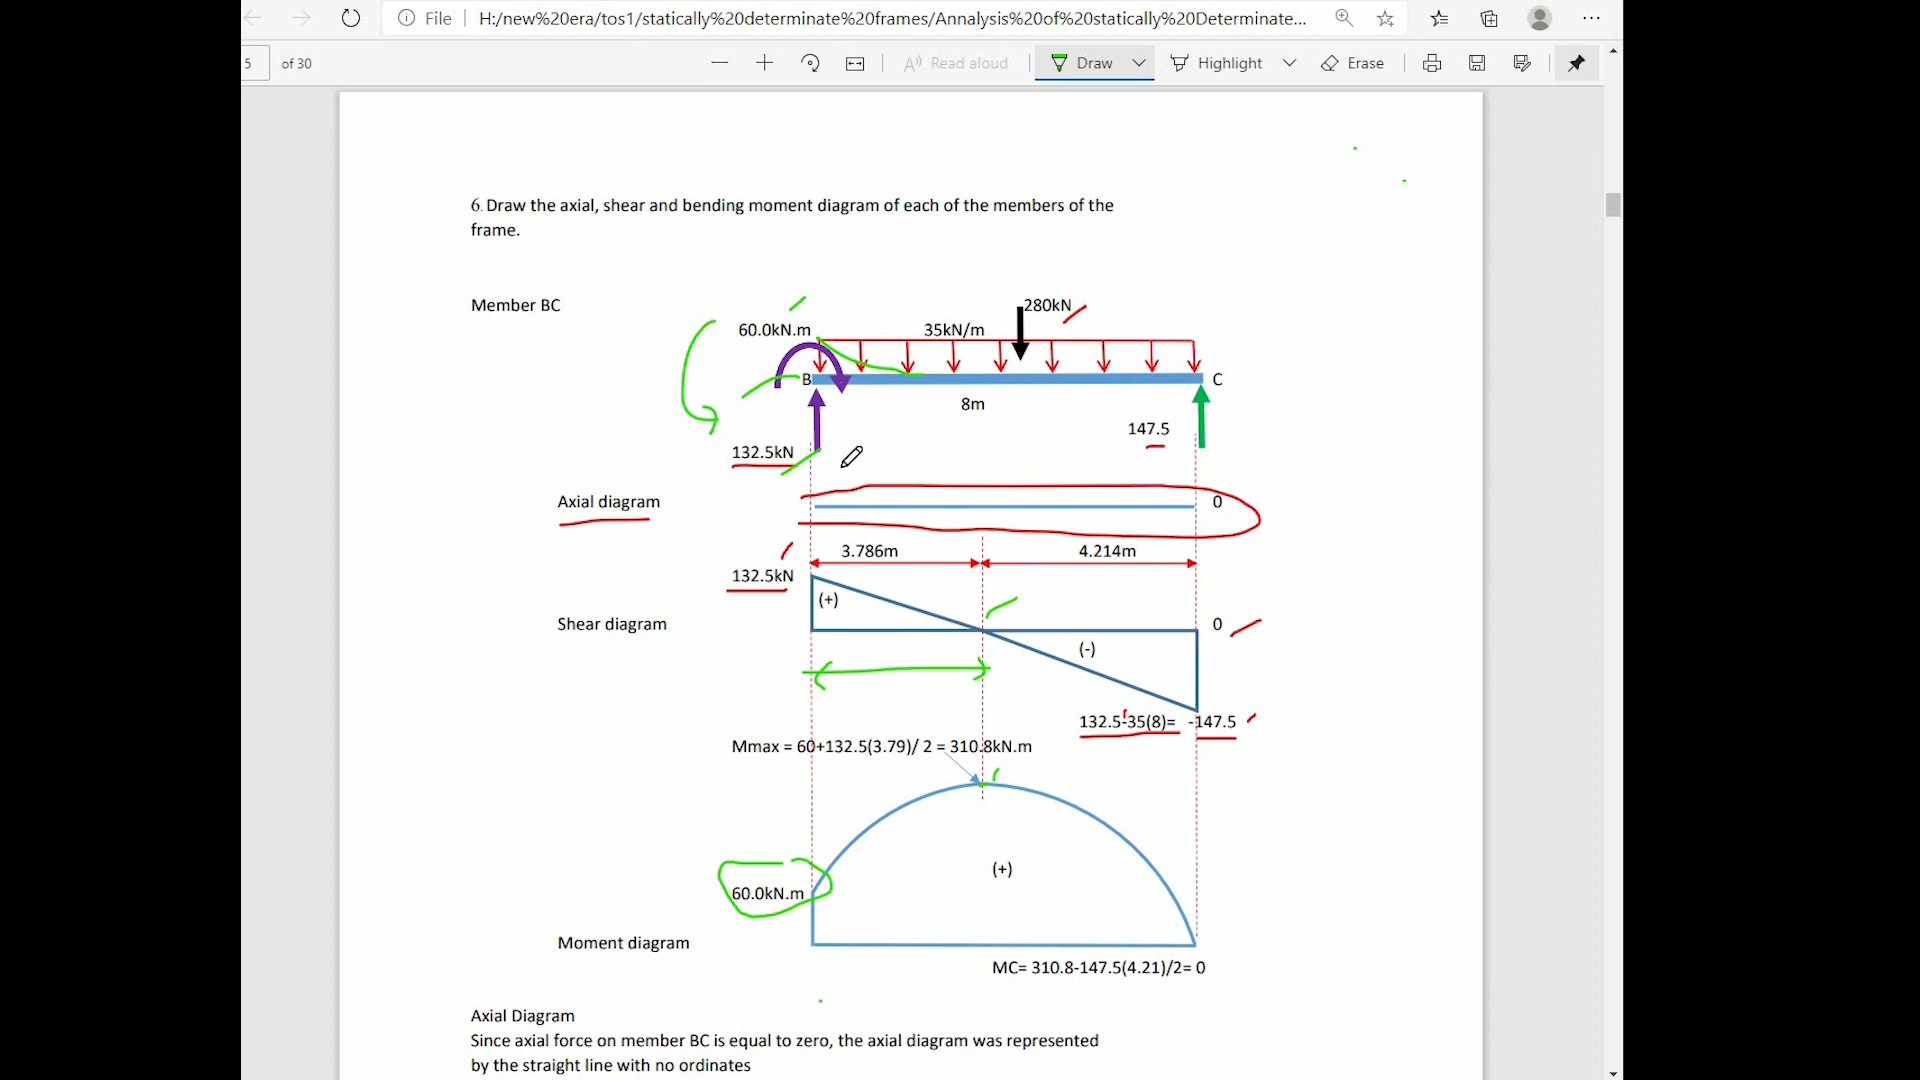 File H:/new%20era/tos1/statically%20determinate%20frames/Annalysis%20of%20statically%20Determinate...
5 of 30 Read aloud Draw Highlight Erase
6. Draw the axial, shear and bending moment diagram of each of the members of the
frame.
Member BC
280kN
60.0kN.m 35kN/m
B C
8m
147.5
132.5kN
Axial diagram 0
3.786m 4.214m
132.5kN
(+)
Shear diagram 0
(-)
132.5-35(8)= -147.5
Mmax = 60+132.5(3.79)/ 2 = 310.8kN.m
(+)
60.0kN.m
Moment diagram
MC= 310.8-147.5(4.21)/2= 0
Axial Diagram
Since axial force on member BC is equal to zero, the axial diagram was represented
by the straight line with no ordinates